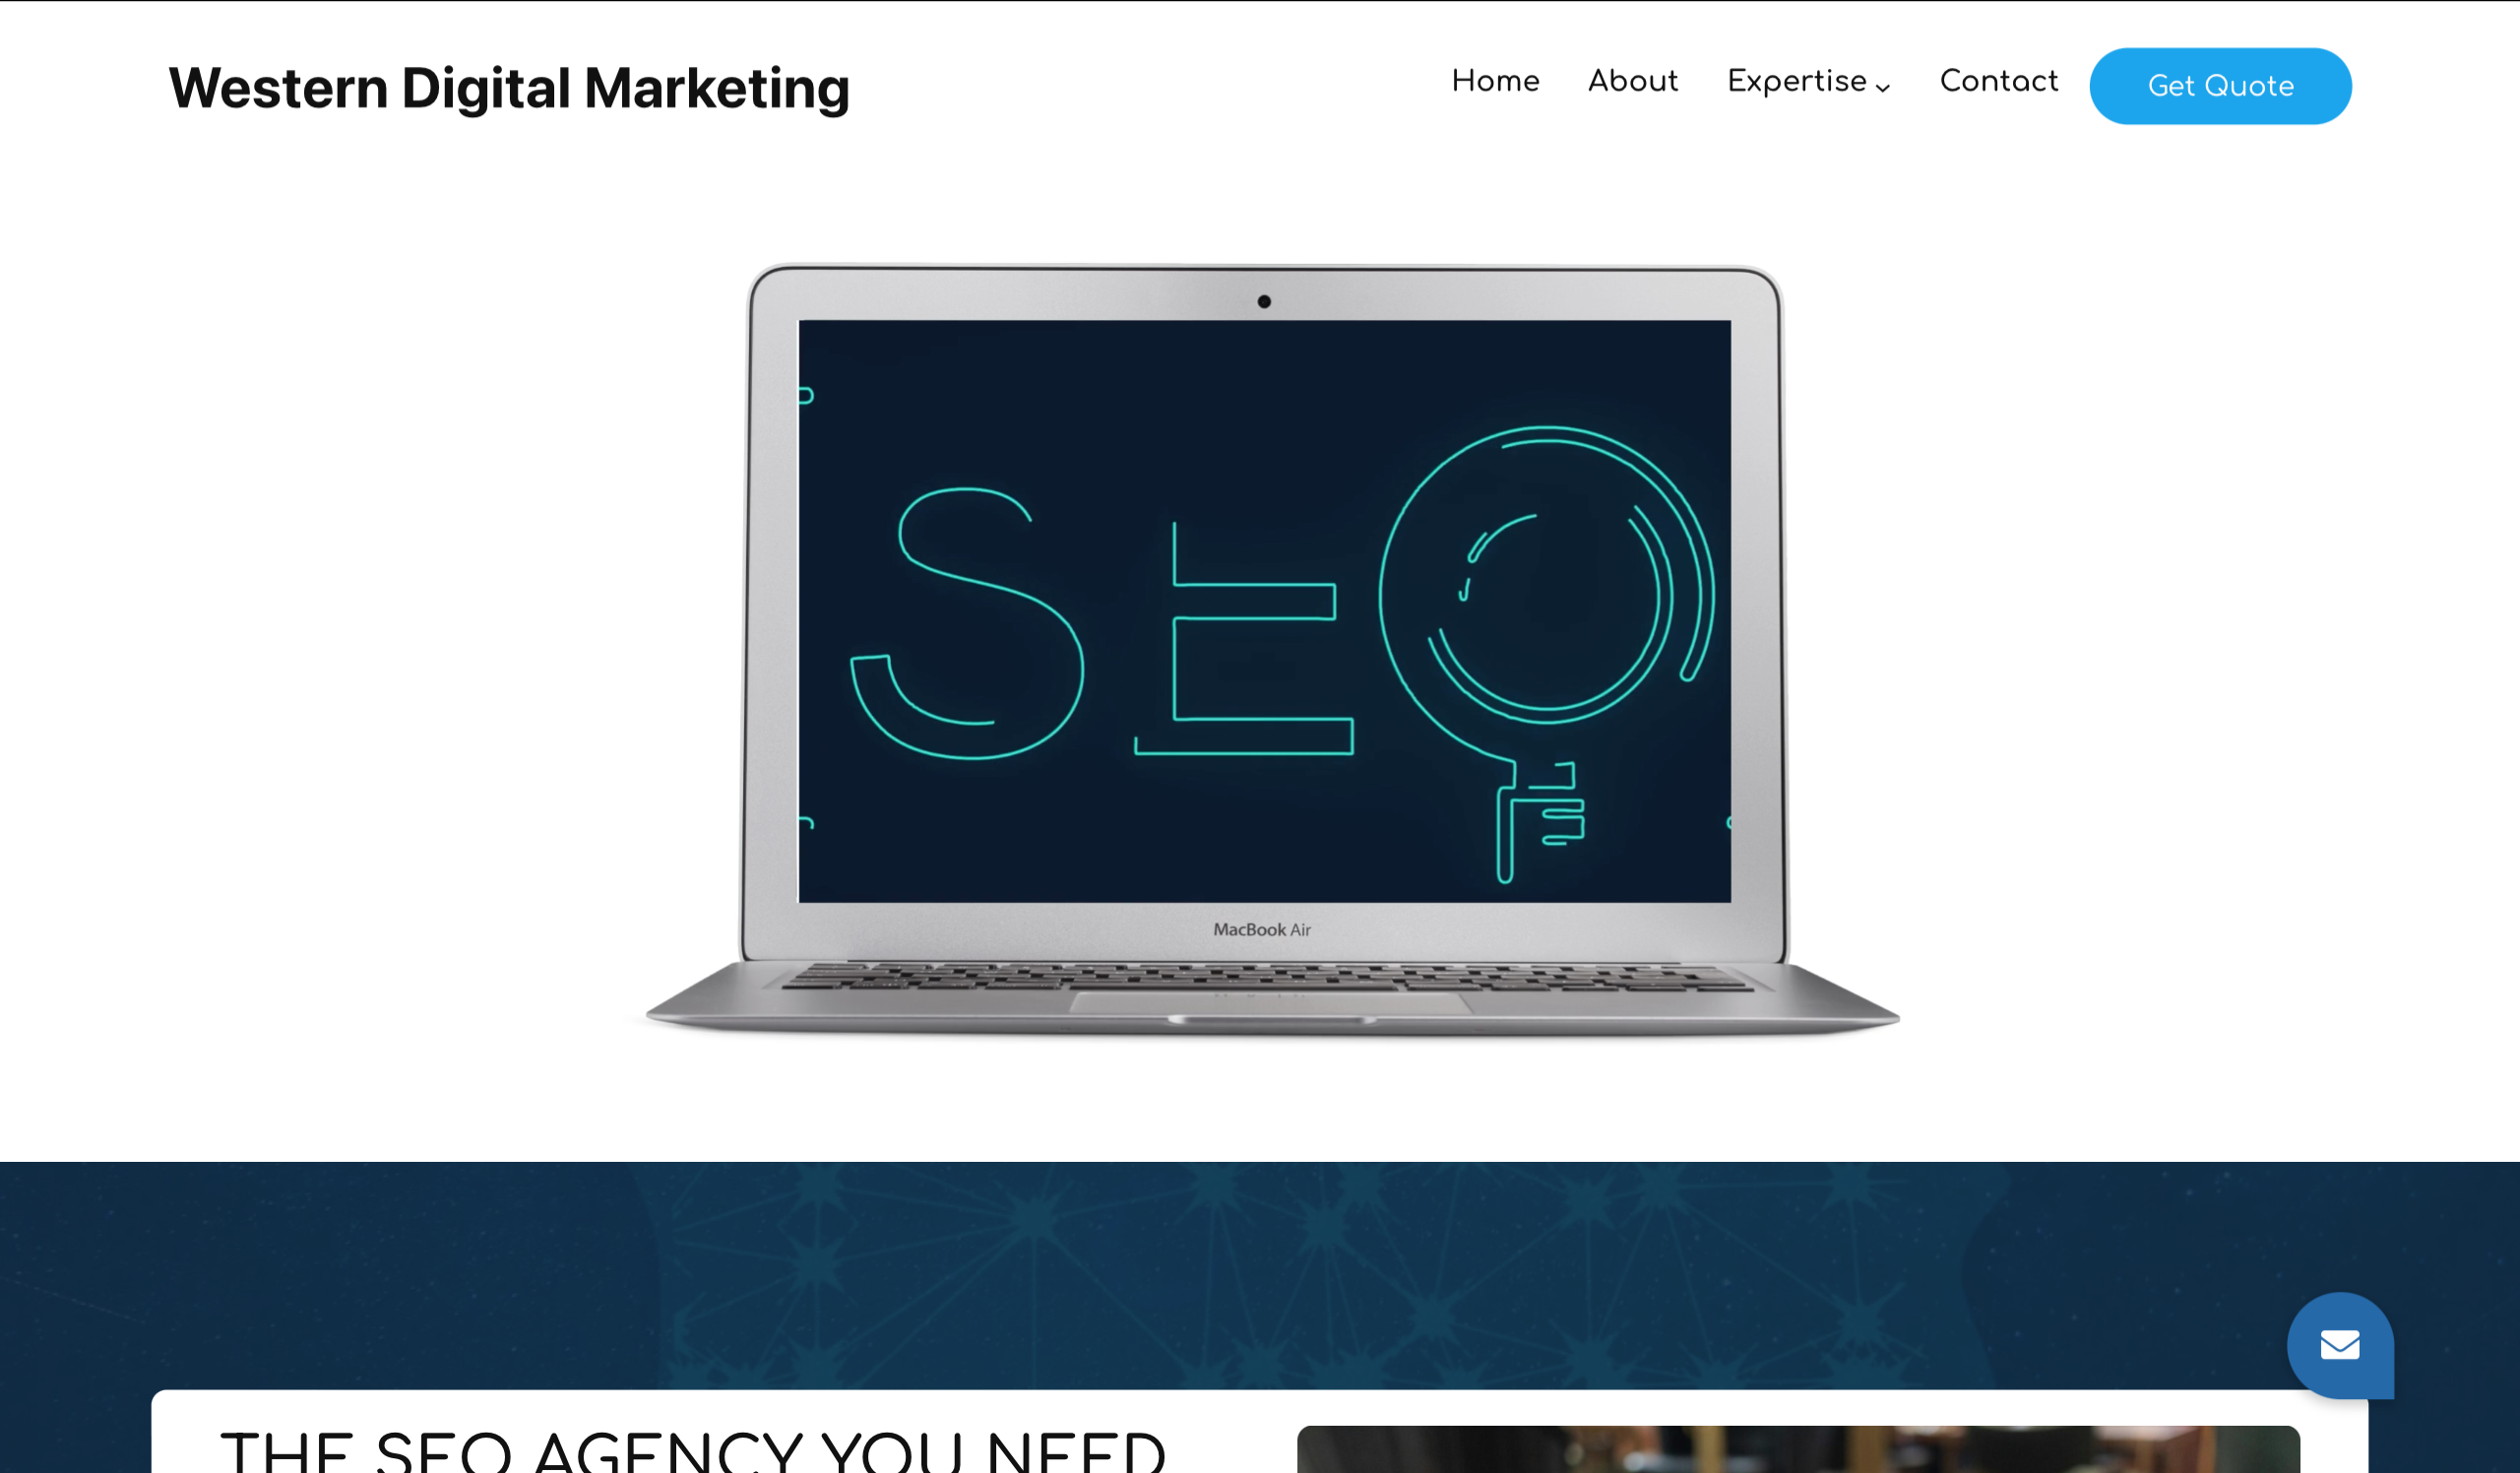 Western Digital Marketing
Home About Expertise Contact Get Quote
SEO
MacBook Air
THE SEO AGENCY YOU NEED